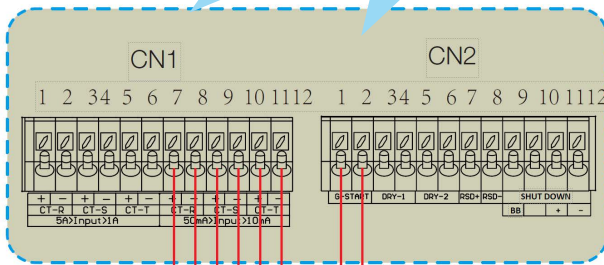 CN1 CN2
1 2 3 4 5 6 7 8 9 10 11 12 1 2 3 4 5 6 7 8 9 10 11 12
+ − + − + − + − + − + − G-START DRY-1 DRY-2 RSD+ RSD- SHUT DOWN
CT-R CT-S CT-T CT-R CT-S CT-T BB + −
5A>Input>1A 50mA>Input>10mA